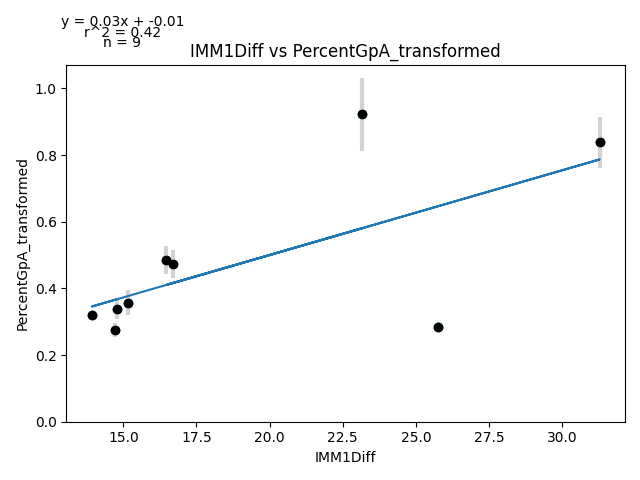 y = 0.03x + -0.01
r^2 = 0.42
n = 9
IMM1Diff vs PercentGpA_transformed
PercentGpA_transformed
1.0
0.8
0.6
0.4
0.2
0.0
15.0 17.5 20.0 22.5 25.0 27.5 30.0
IMM1Diff